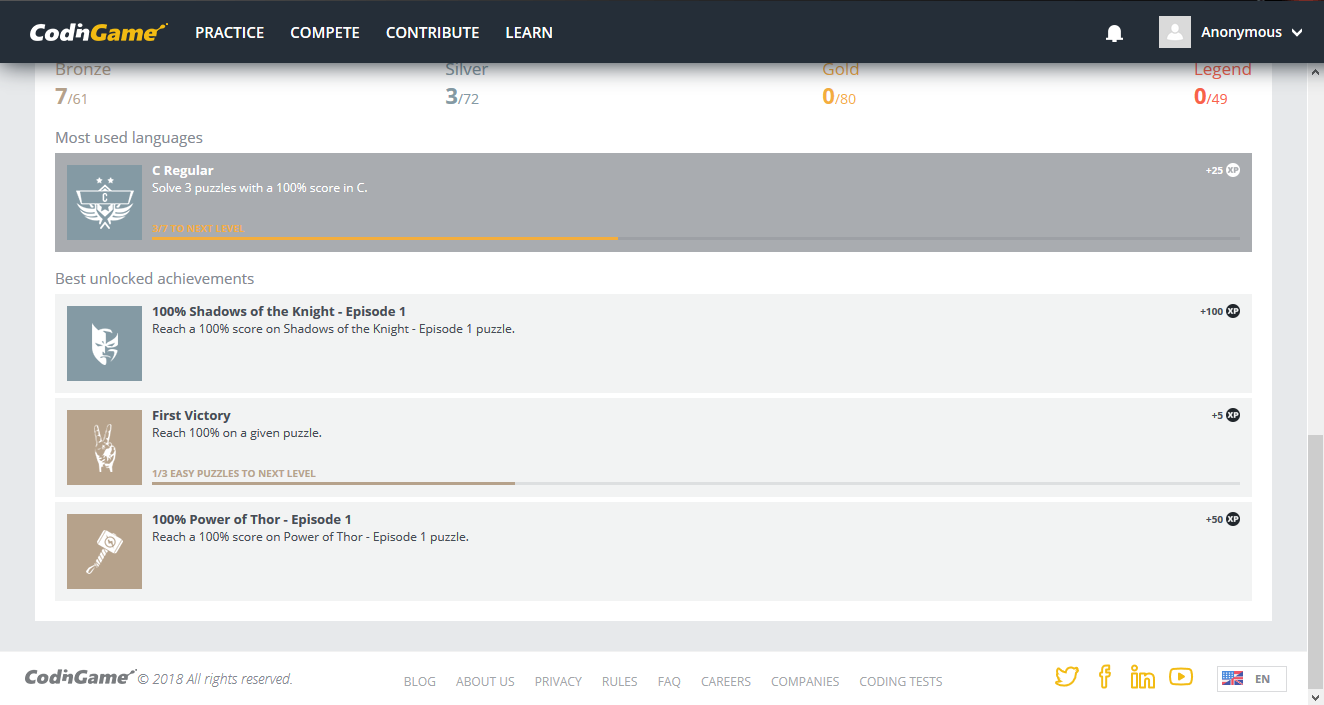 CodinGame PRACTICE COMPETE CONTRIBUTE LEARN Anonymous
Bronze Silver Gold Legend
7/61 3/72 0/80 0/49
Most used languages
C
C Regular +25 XP
Solve 3 puzzles with a 100% score in C.
3/7 TO NEXT LEVEL
Best unlocked achievements
100% Shadows of the Knight - Episode 1 +100 XP
Reach a 100% score on Shadows of the Knight - Episode 1 puzzle.
First Victory +5 XP
Reach 100% on a given puzzle.
1/3 EASY PUZZLES TO NEXT LEVEL
100% Power of Thor - Episode 1 +50 XP
Reach a 100% score on Power of Thor - Episode 1 puzzle.
CodinGame © 2018 All rights reserved. BLOG ABOUT US PRIVACY RULES FAQ CAREERS COMPANIES CODING TESTS in EN